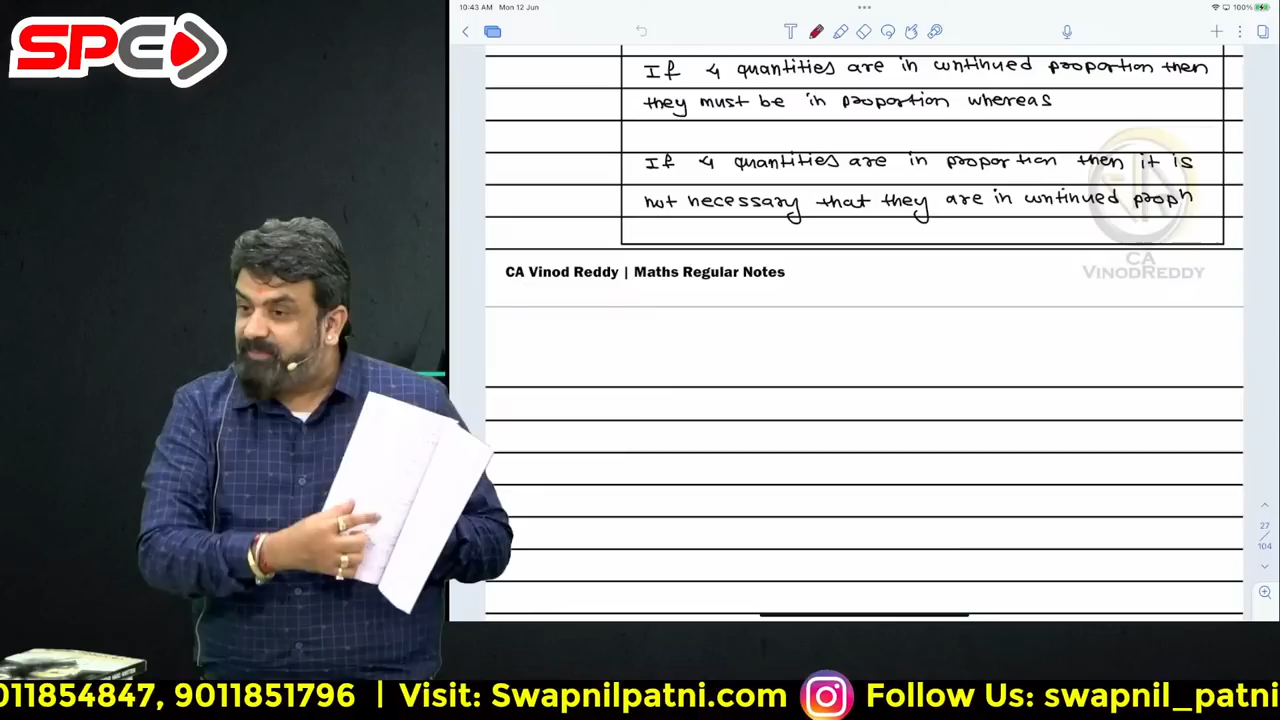 SPC
10:43 AM Mon 12 Jun
100%
If 4 quantities are in continued proportion then
they must be in proportion whereas
If 4 quantities are in proportion then it is
not necessary that they are in continued propn
CA Vinod Reddy | Maths Regular Notes
CA
VINODREDDY
27
/
104
011854847, 9011851796 | Visit: Swapnilpatni.com Follow Us: swapnil_patni